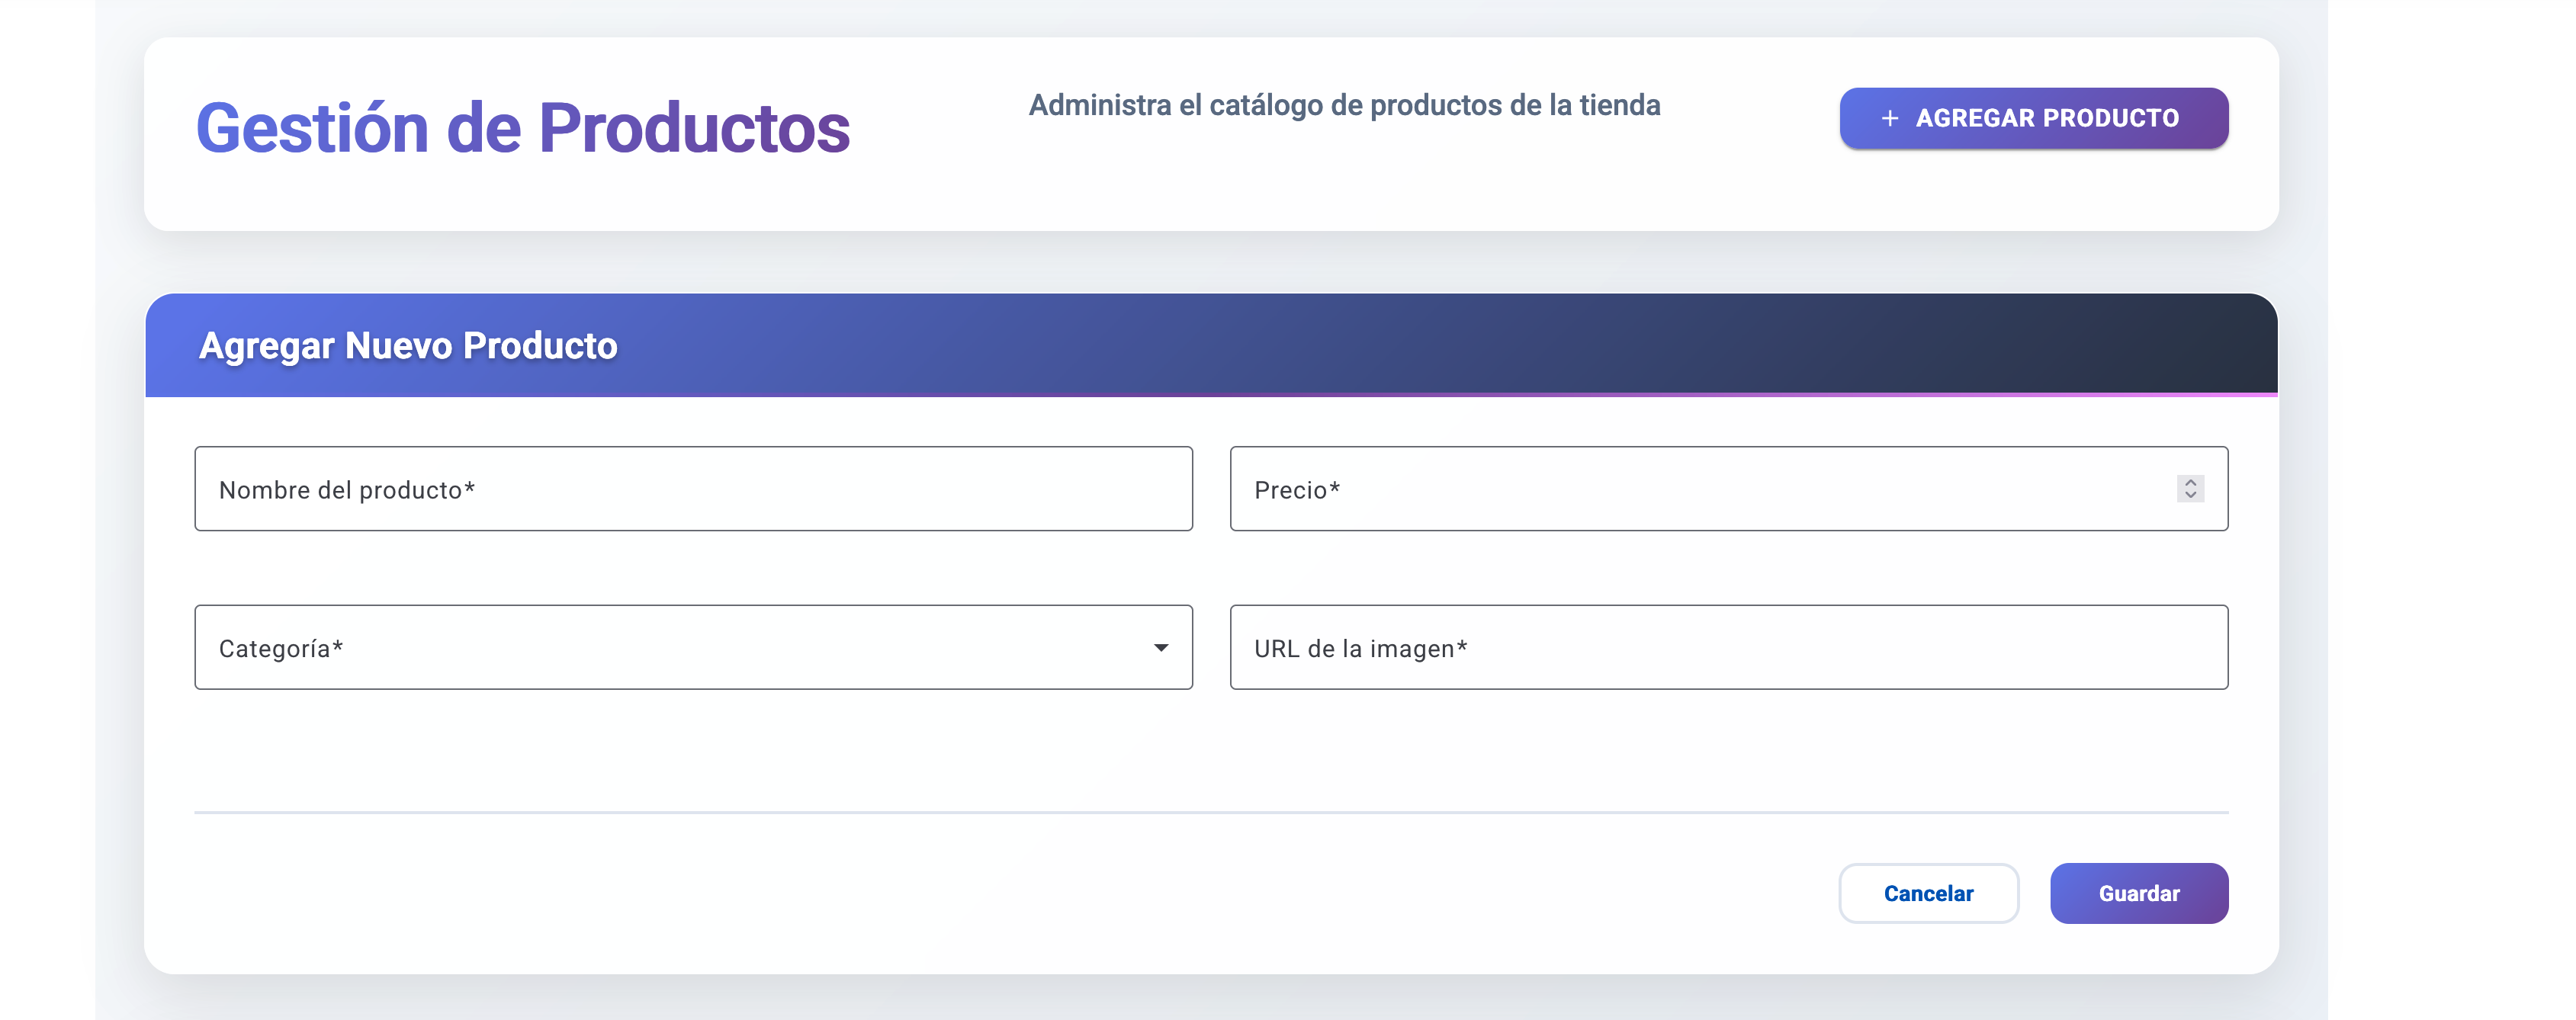 Gestión de Productos
Administra el catálogo de productos de la tienda
+ AGREGAR PRODUCTO
Agregar Nuevo Producto
Nombre del producto*
Precio*
Categoría*
URL de la imagen*
Cancelar
Guardar